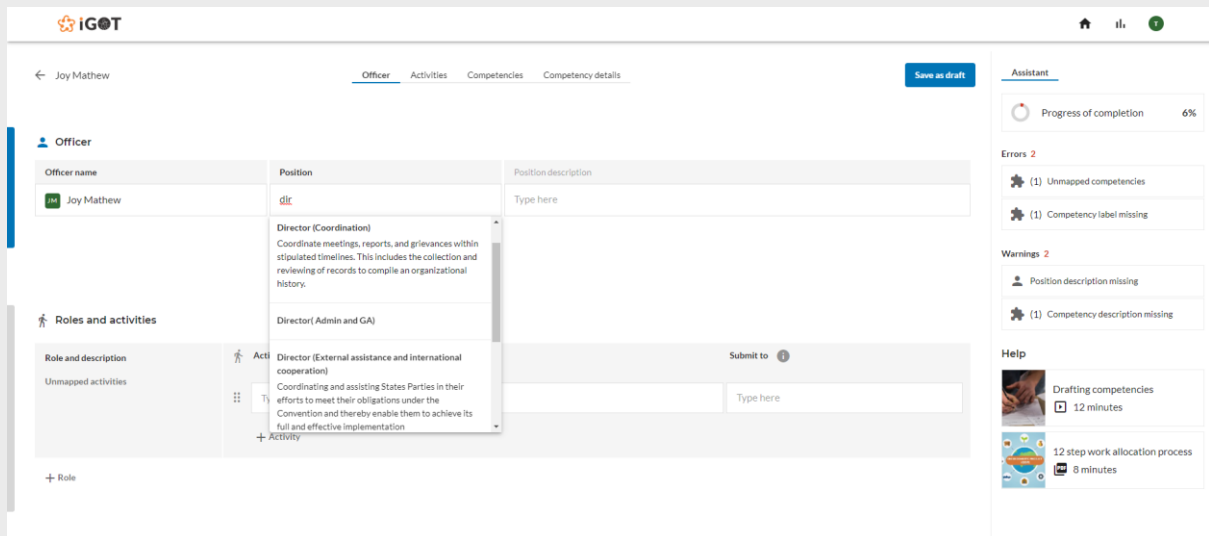 iGOT
T
Joy Mathew
Officer
Activities
Competencies
Competency details
Save as draft
Officer
Officer name
Position
Position description
JM
Joy Mathew
dir
Type here
Director (Coordination)
Coordinate meetings, reports, and grievances within
stipulated timelines. This includes the collection and
reviewing of records to compile an organizational
history.
Director( Admin and GA)
Director (External assistance and international
cooperation)
Coordinating and assisting States Parties in their
efforts to meet their obligations under the
Convention and thereby enable them to achieve its
full and effective implementation
Roles and activities
Role and description
Acti
Submit to
Unmapped activities
Ty
Type here
+ Activity
+ Role
Assistant
Progress of completion
6%
Errors 2
(1) Unmapped competencies
(1) Competency label missing
Warnings 2
Position description missing
(1) Competency description missing
Help
Drafting competencies
12 minutes
12 step work allocation process
PDF
8 minutes